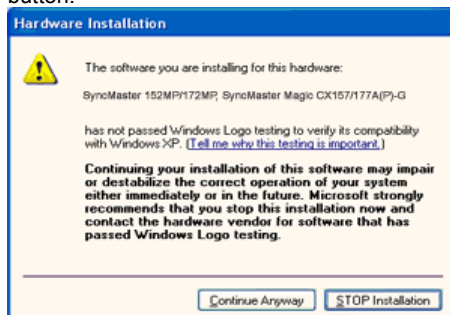 button.
Hardware Installation
The software you are installing for this hardware:
SyncMaster 152MP/172MP, SyncMaster Magic CX157/177A(P)-G
has not passed Windows Logo testing to verify its compatibility
with Windows XP. (Tell me why this testing is important.)
Continuing your installation of this software may impair
or destabilize the correct operation of your system
either immediately or in the future. Microsoft strongly
recommends that you stop this installation now and
contact the hardware vendor for software that has
passed Windows Logo testing.
Continue Anyway STOP Installation